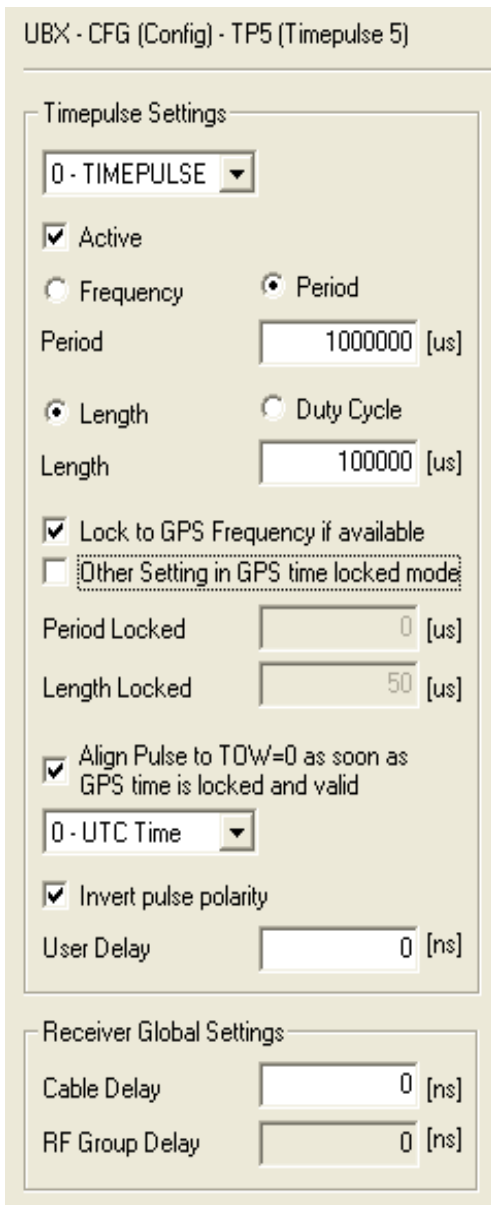 UBX - CFG (Config) - TP5 (Timepulse 5)
Timepulse Settings
0 - TIMEPULSE
Active
Frequency Period
Period 1000000 [us]
Length Duty Cycle
Length 100000 [us]
Lock to GPS Frequency if available
Other Setting in GPS time locked mode
Period Locked 0 [us]
Length Locked 50 [us]
Align Pulse to TOW=0 as soon as
GPS time is locked and valid
0 - UTC Time
Invert pulse polarity
User Delay 0 [ns]
Receiver Global Settings
Cable Delay 0 [ns]
RF Group Delay 0 [ns]